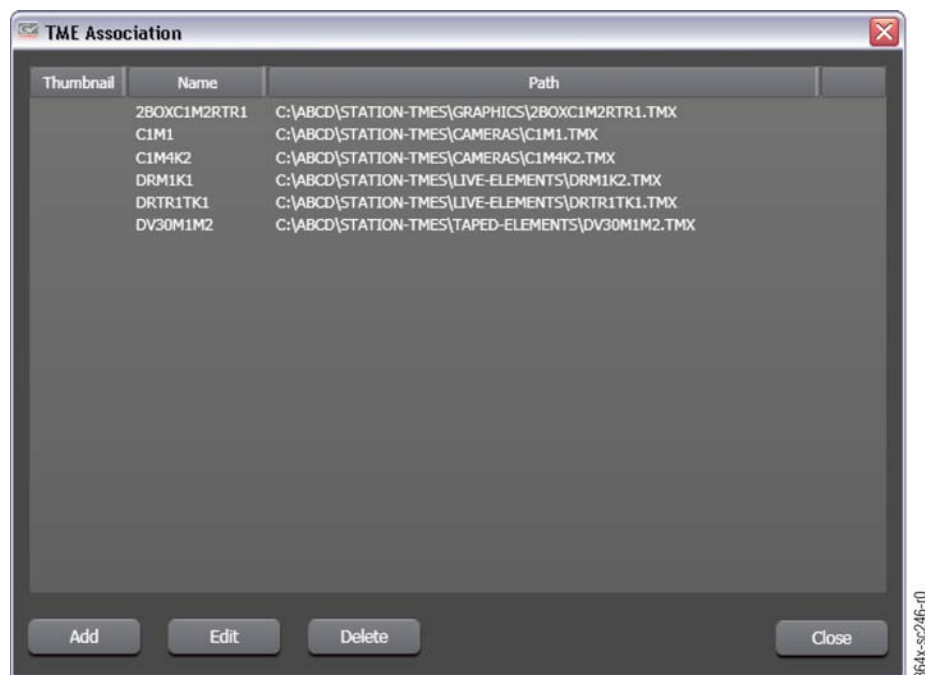 TME Association
Thumbnail Name Path
2BOXC1M2RTR1 C:\ABCD\STATION-TMES\GRAPHICS\2BOXC1M2RTR1.TMX
C1M1 C:\ABCD\STATION-TMES\CAMERAS\C1M1.TMX
C1M4K2 C:\ABCD\STATION-TMES\CAMERAS\C1M4K2.TMX
DRM1K1 C:\ABCD\STATION-TMES\LIVE-ELEMENTS\DRM1K2.TMX
DRTR1TK1 C:\ABCD\STATION-TMES\LIVE-ELEMENTS\DRTR1TK1.TMX
DV30M1M2 C:\ABCD\STATION-TMES\TAPED-ELEMENTS\DV30M1M2.TMX
Add Edit Delete Close